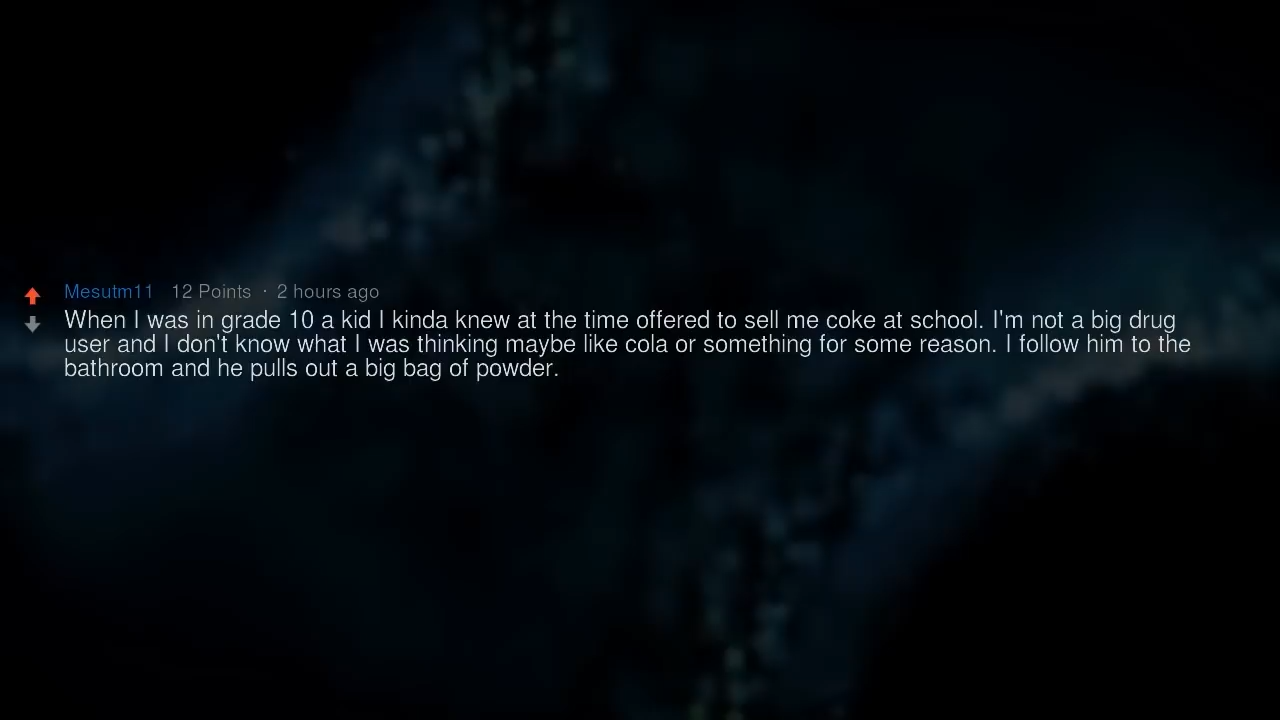 Mesutm11 12 Points · 2 hours ago
When I was in grade 10 a kid I kinda knew at the time offered to sell me coke at school. I'm not a big drug
user and I don't know what I was thinking maybe like cola or something for some reason. I follow him to the
bathroom and he pulls out a big bag of powder.